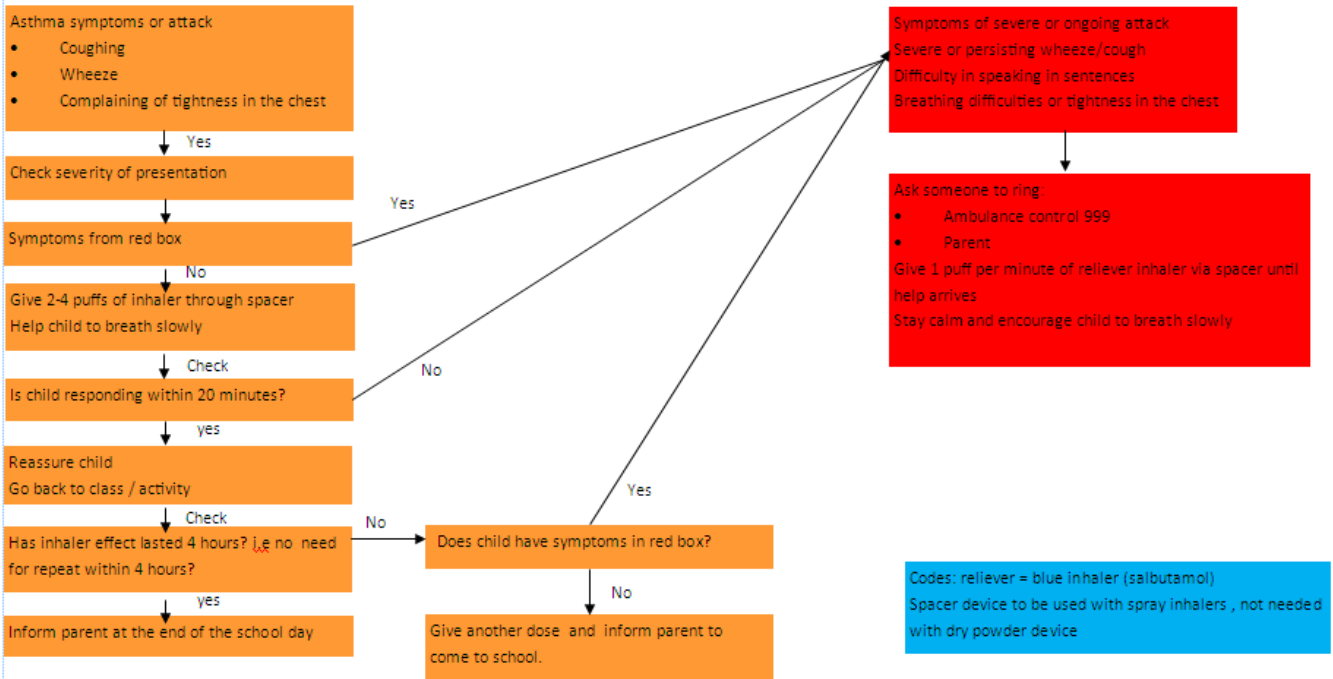 Asthma symptoms or attack
• Coughing
• Wheeze
• Complaining of tightness in the chest
Yes
Check severity of presentation
Symptoms from red box
Yes
No
Give 2-4 puffs of inhaler through spacer
Help child to breath slowly
Check
Is child responding within 20 minutes?
No
yes
Reassure child
Go back to class / activity
Check
Has inhaler effect lasted 4 hours? i.e no need
for repeat within 4 hours?
No
yes
Inform parent at the end of the school day
Does child have symptoms in red box?
Yes
No
Give another dose and inform parent to
come to school.
Symptoms of severe or ongoing attack
Severe or persisting wheeze/cough
Difficulty in speaking in sentences
Breathing difficulties or tightness in the chest
Ask someone to ring:
• Ambulance control 999
• Parent
Give 1 puff per minute of reliever inhaler via spacer until
help arrives
Stay calm and encourage child to breath slowly
Codes: reliever = blue inhaler (salbutamol)
Spacer device to be used with spray inhalers , not needed
with dry powder device